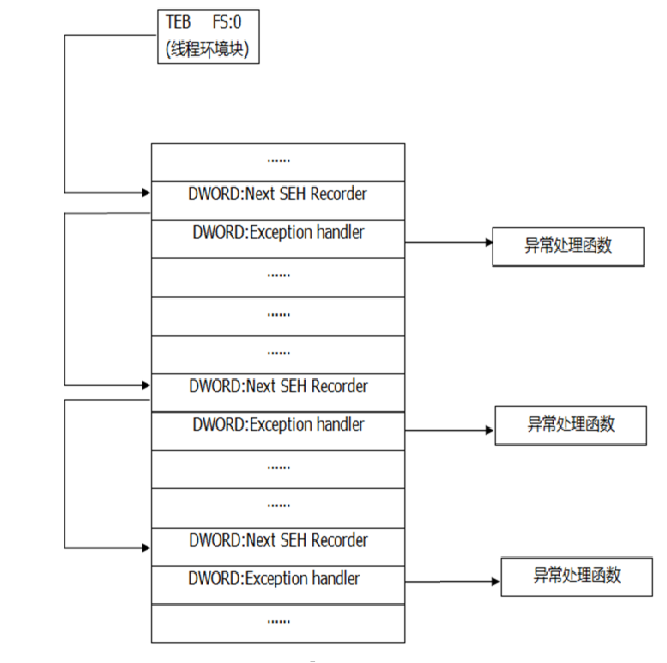 TEB FS:0
(线程环境块)
......
DWORD:Next SEH Recorder
DWORD:Exception handler
异常处理函数
......
......
......
DWORD:Next SEH Recorder
DWORD:Exception handler
异常处理函数
......
......
DWORD:Next SEH Recorder
DWORD:Exception handler
异常处理函数
......